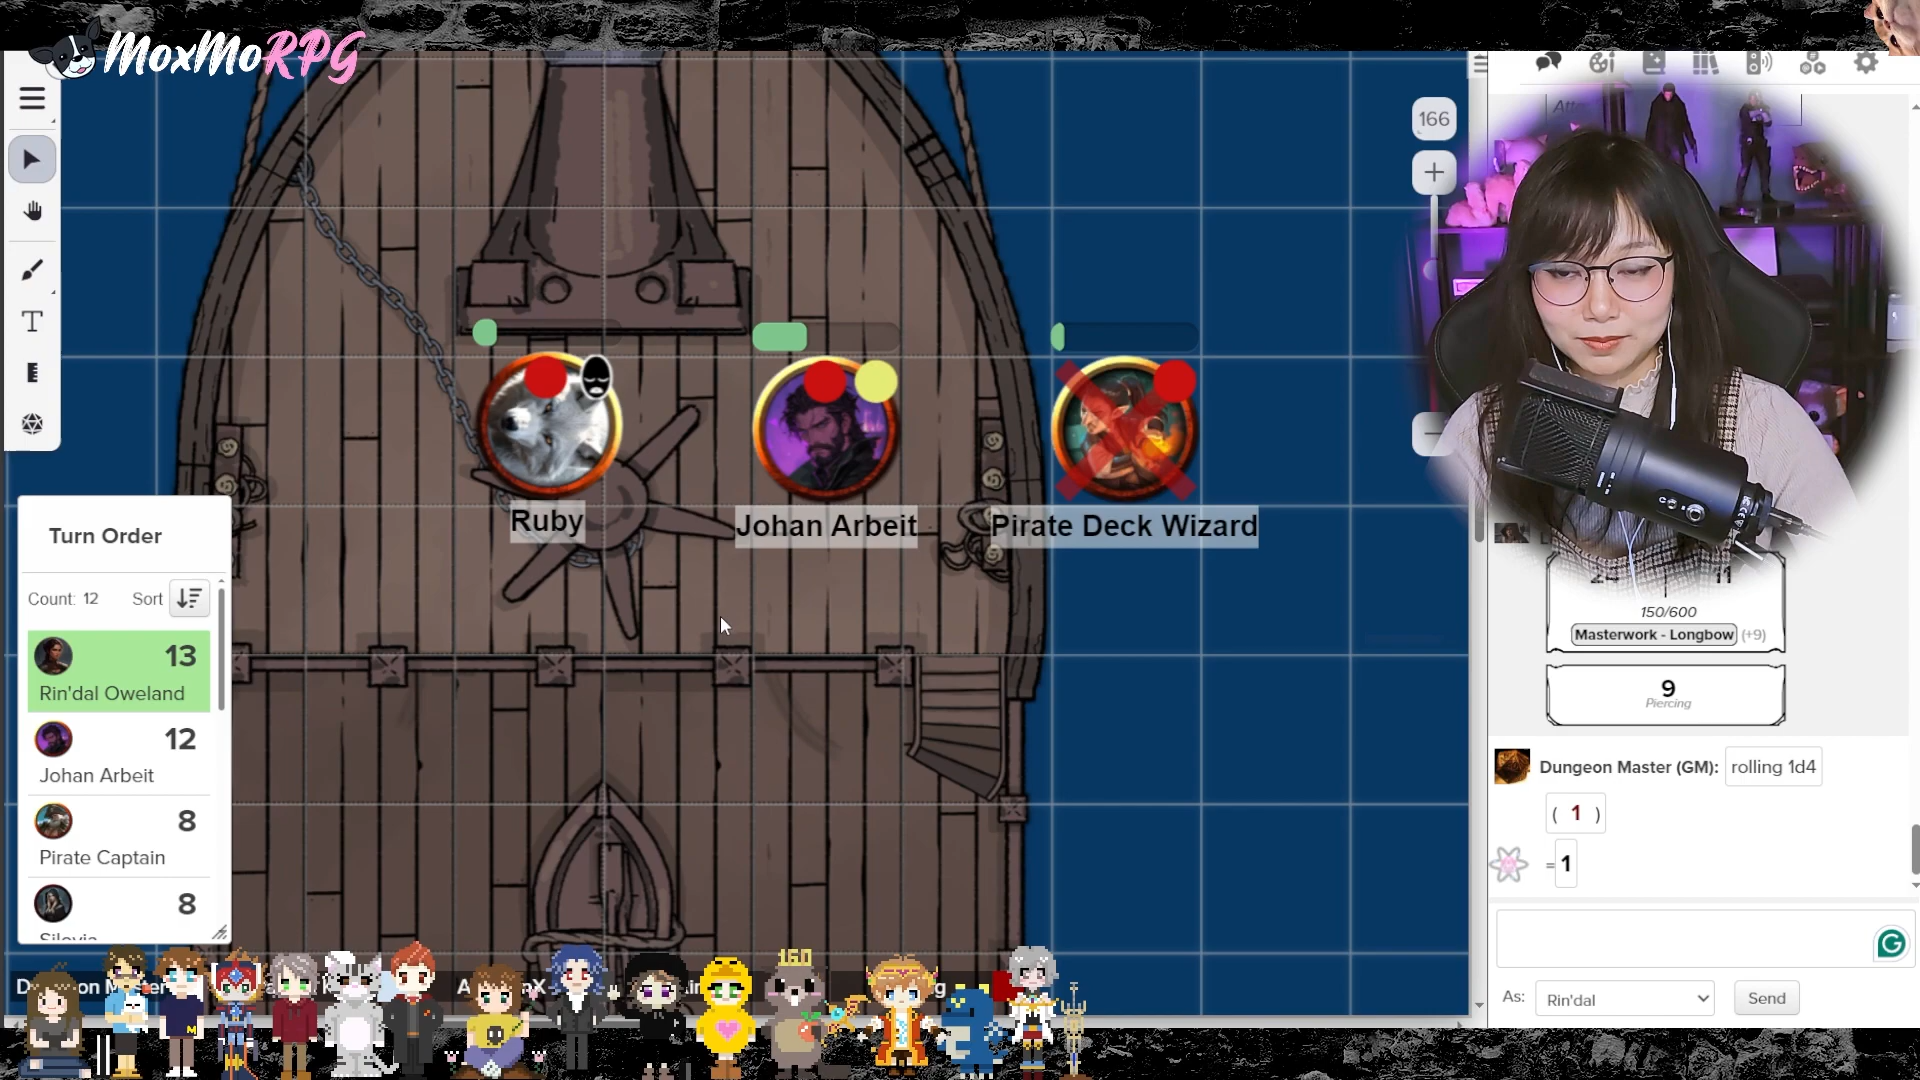 MoxMoRPG
166
Ruby
Johan Arbeit
Pirate Deck Wizard
Turn Order
Count: 12 Sort
13
Rin'dal Oweland
12
Johan Arbeit
8
Pirate Captain
8
Silovia
160
150/600
Masterwork - Longbow (+9)
9
Piercing
Dungeon Master (GM): rolling 1d4
( 1 )
=1
As: Rin'dal Send